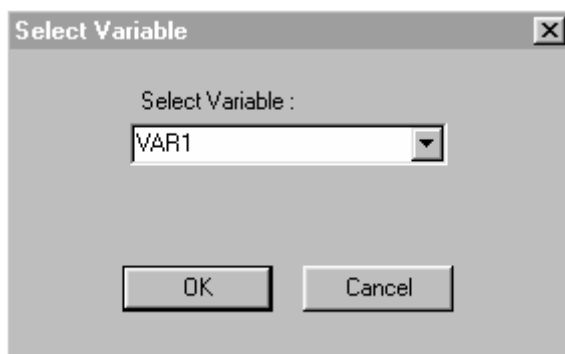 Select Variable
Select Variable :
VAR1
OK Cancel